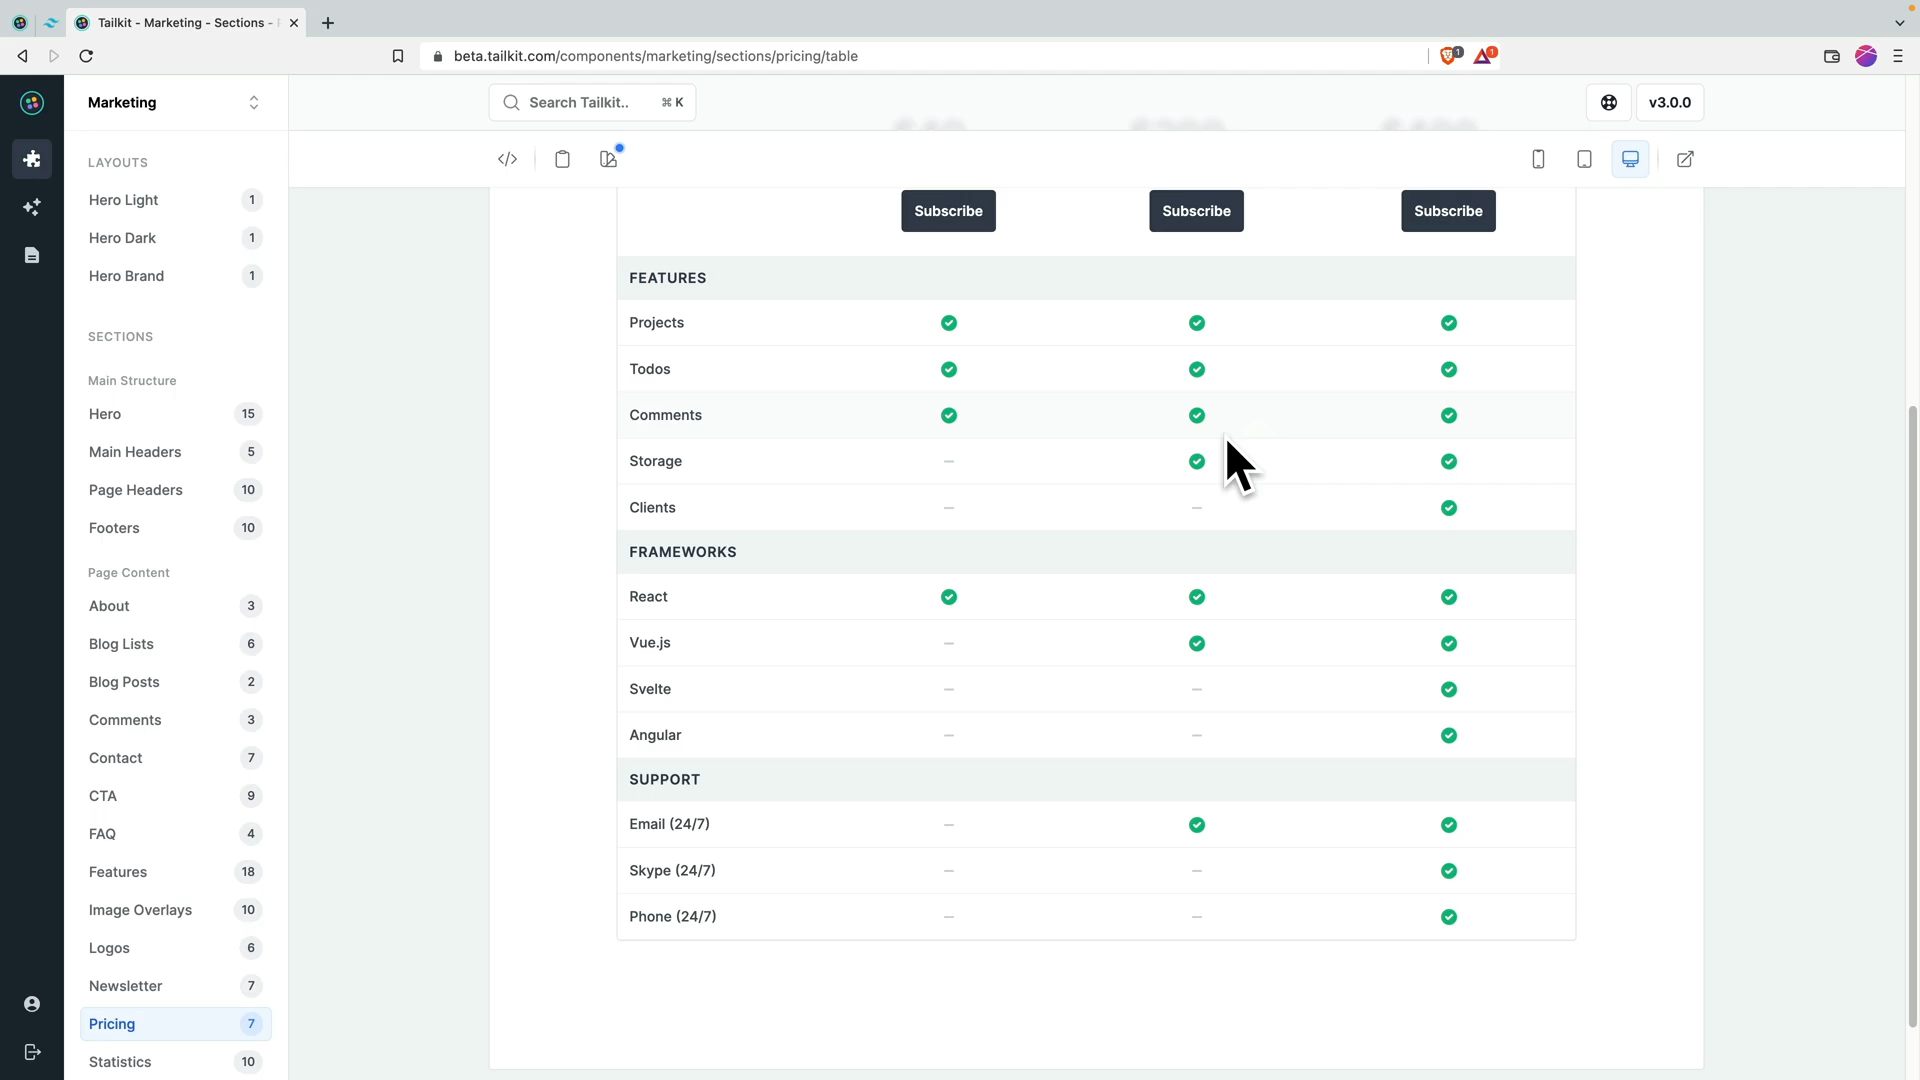 Tailkit - Marketing - Sections -
beta.tailkit.com/components/marketing/sections/pricing/table
1
1
Marketing
Search Tailkit..
⌘ K
v3.0.0
LAYOUTS
Hero Light 1
Hero Dark 1
Hero Brand 1
SECTIONS
Main Structure
Hero 15
Main Headers 5
Page Headers 10
Footers 10
Page Content
About 3
Blog Lists 6
Blog Posts 2
Comments 3
Contact 7
CTA 9
FAQ 4
Features 18
Image Overlays 10
Logos 6
Newsletter 7
Pricing 7
Statistics 10
Subscribe Subscribe Subscribe
FEATURES
Projects
Todos
Comments
Storage
Clients
FRAMEWORKS
React
Vue.js
Svelte
Angular
SUPPORT
Email (24/7)
Skype (24/7)
Phone (24/7)